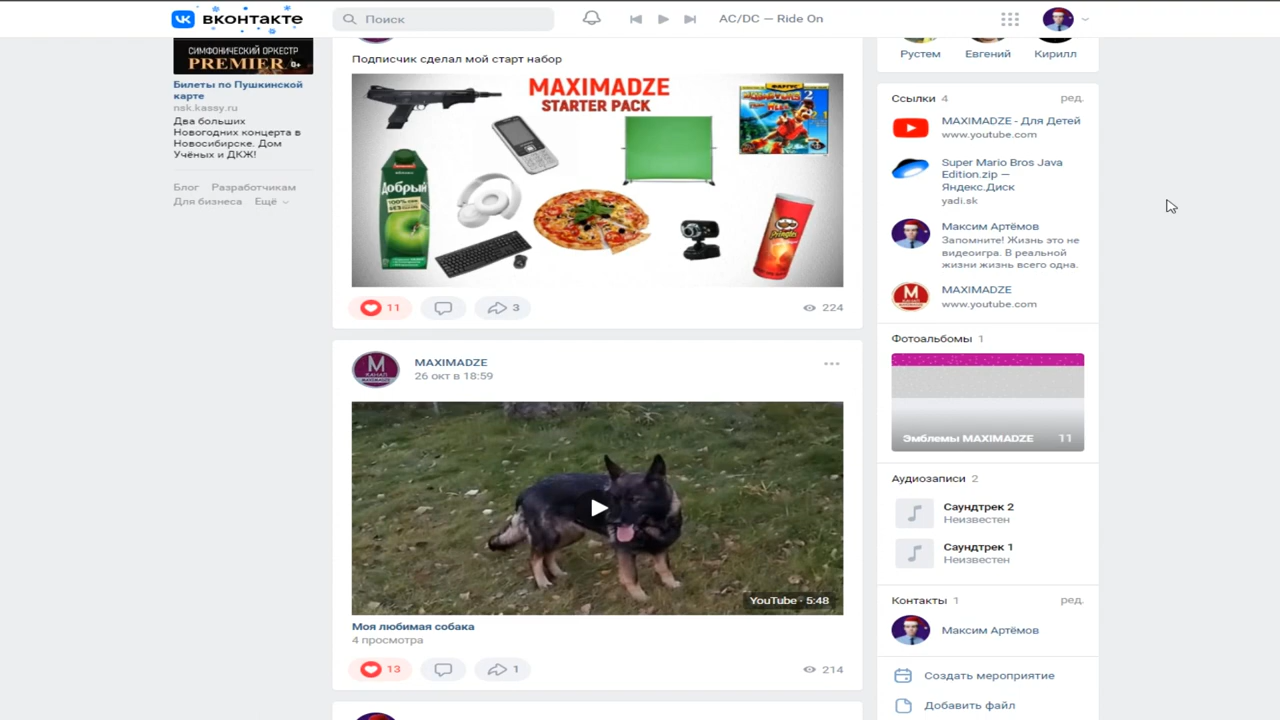 вконтакте
Поиск
AC/DC — Ride On
СИМФОНИЧЕСКИЙ ОРКЕСТР
PREMIER 0+
Билеты по Пушкинской
карте
nsk.kassy.ru
Два больших
Новогодних концерта в
Новосибирске. Дом
Учёных и ДКЖ!
Блог Разработчикам
Для бизнеса Ещё
Подписчик сделал мой старт набор
MAXIMADZE
STARTER PACK
Добрый
100%
Pringles
11
3
224
MAXIMADZE
26 окт в 18:59
М
КАНАЛ
YouTube · 5:48
Моя любимая собака
4 просмотра
13
1
214
Рустем Евгений Кирилл
Ссылки 4 ред.
MAXIMADZE - Для Детей
www.youtube.com
Super Mario Bros Java
Edition.zip —
Яндекс.Диск
yadi.sk
Максим Артёмов
Запомните! Жизнь это не
видеоигра. В реальной
жизни жизнь всего одна.
MAXIMADZE
www.youtube.com
Фотоальбомы 1
Эмблемы MAXIMADZE 11
Аудиозаписи 2
Саундтрек 2
Неизвестен
Саундтрек 1
Неизвестен
Контакты 1 ред.
Максим Артёмов
Создать мероприятие
Добавить файл